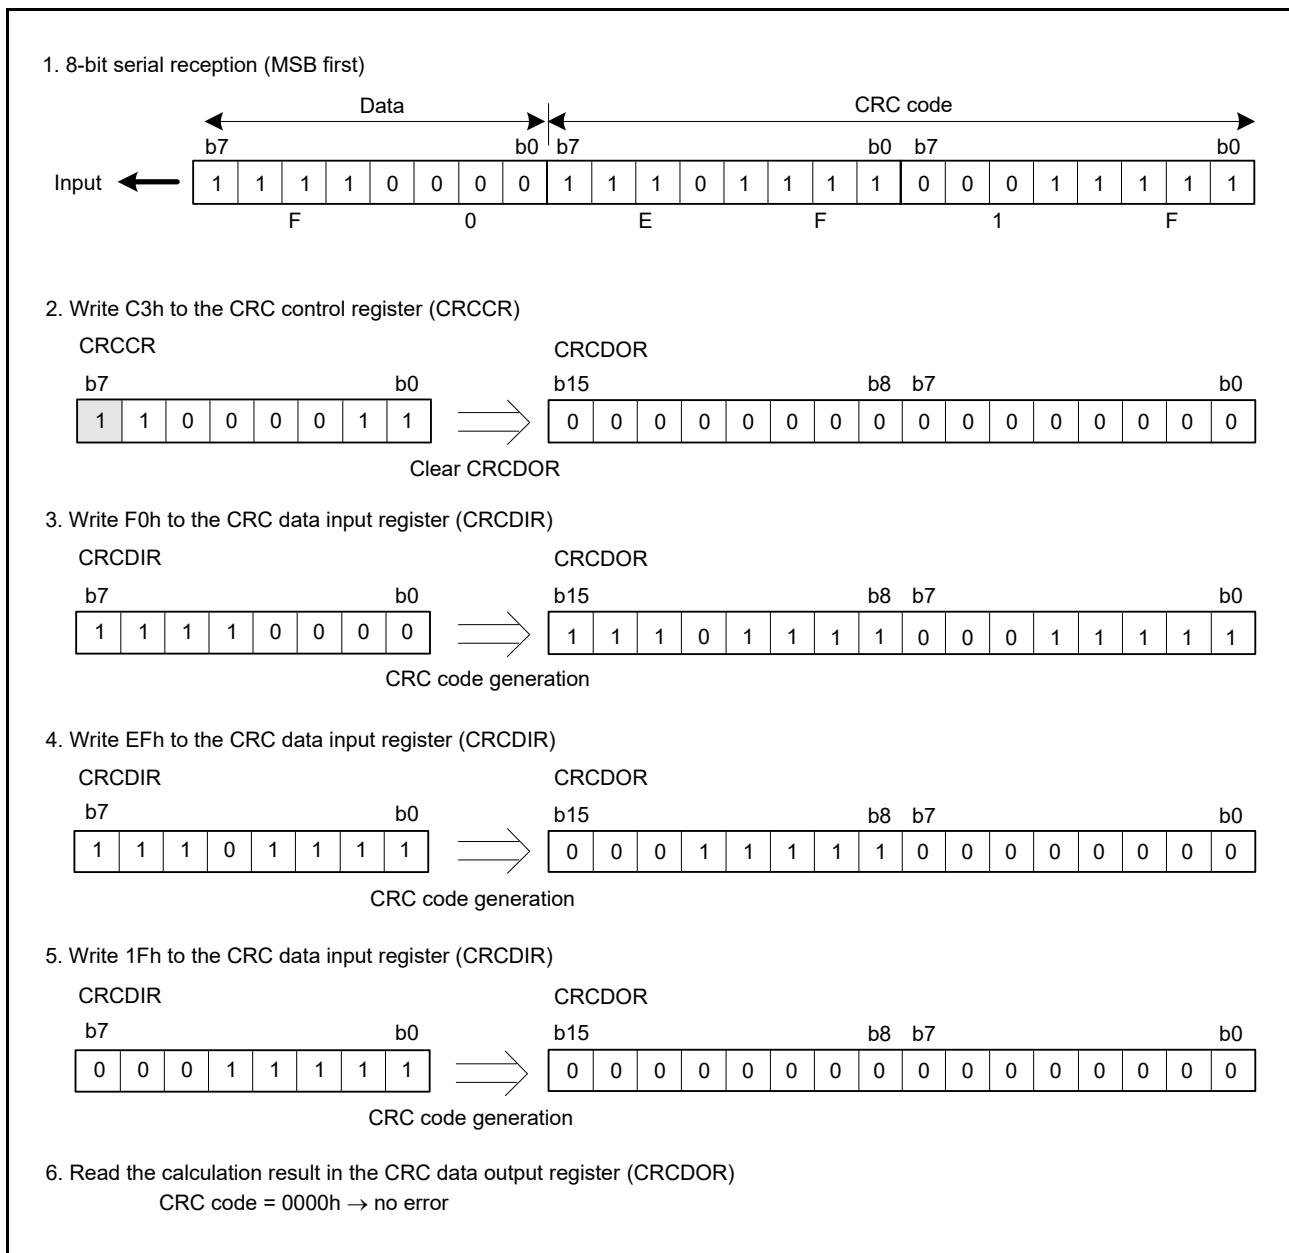 1. 8-bit serial reception (MSB first)
Data CRC code
b7 b0 b7 b0 b7 b0
Input 1 1 1 1 0 0 0 0 1 1 1 0 1 1 1 1 0 0 0 1 1 1 1 1
F 0 E F 1 F
2. Write C3h to the CRC control register (CRCCR)
CRCCR CRCDOR
b7 b0 b15 b8 b7 b0
1 1 0 0 0 0 1 1 0 0 0 0 0 0 0 0 0 0 0 0 0 0 0 0
Clear CRCDOR
3. Write F0h to the CRC data input register (CRCDIR)
CRCDIR CRCDOR
b7 b0 b15 b8 b7 b0
1 1 1 1 0 0 0 0 1 1 1 0 1 1 1 1 0 0 0 1 1 1 1 1
CRC code generation
4. Write EFh to the CRC data input register (CRCDIR)
CRCDIR CRCDOR
b7 b0 b15 b8 b7 b0
1 1 1 0 1 1 1 1 0 0 0 1 1 1 1 1 0 0 0 0 0 0 0 0
CRC code generation
5. Write 1Fh to the CRC data input register (CRCDIR)
CRCDIR CRCDOR
b7 b0 b15 b8 b7 b0
0 0 0 1 1 1 1 1 0 0 0 0 0 0 0 0 0 0 0 0 0 0 0 0
CRC code generation
6. Read the calculation result in the CRC data output register (CRCDOR)
CRC code = 0000h → no error